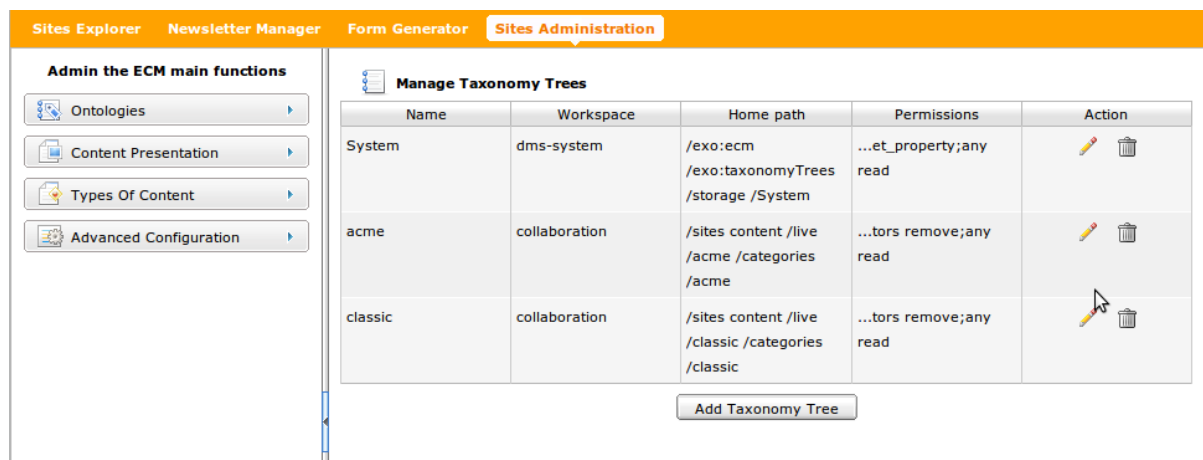 Sites Explorer Newsletter Manager Form Generator Sites Administration
Admin the ECM main functions
Ontologies
Content Presentation
Types Of Content
Advanced Configuration
Manage Taxonomy Trees
Name Workspace Home path Permissions Action
System dms-system /exo:ecm ...et_property;any
/exo:taxonomyTrees read
/storage /System
acme collaboration /sites content /live ...tors remove;any
/acme /categories read
/acme
classic collaboration /sites content /live ...tors remove;any
/classic /categories read
/classic
Add Taxonomy Tree